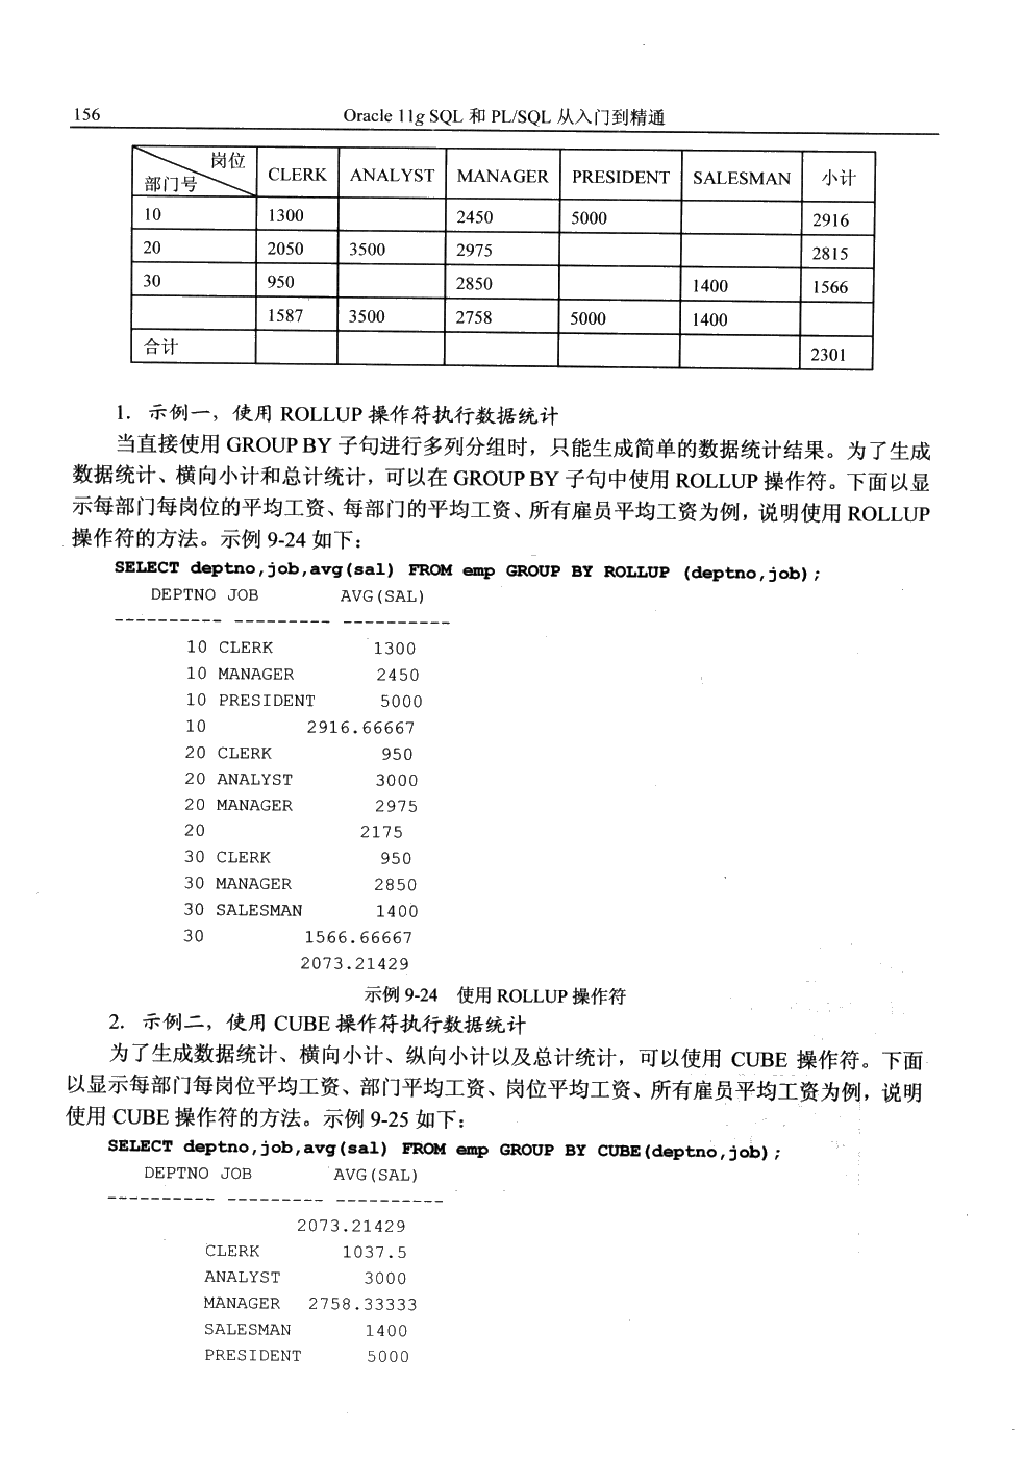 156 Oracle 11g SQL 和 PL/SQL 从入门到精通
岗位
部门号 CLERK ANALYST MANAGER PRESIDENT SALESMAN 小计
10 1300 2450 5000 2916
20 2050 3500 2975 2815
30 950 2850 1400 1566
1587 3500 2758 5000 1400
合计 2301
1. 示例一，使用 ROLLUP 操作符执行数据统计
当直接使用 GROUP BY 子句进行多列分组时，只能生成简单的数据统计结果。为了生成
数据统计、横向小计和总计统计，可以在 GROUP BY 子句中使用 ROLLUP 操作符。下面以显
示每部门每岗位的平均工资、每部门的平均工资、所有雇员平均工资为例，说明使用 ROLLUP
操作符的方法。示例 9-24 如下：
SELECT deptno,job,avg(sal) FROM emp GROUP BY ROLLUP (deptno,job);
DEPTNO JOB AVG(SAL)
---------- --------- ----------
10 CLERK 1300
10 MANAGER 2450
10 PRESIDENT 5000
10 2916.66667
20 CLERK 950
20 ANALYST 3000
20 MANAGER 2975
20 2175
30 CLERK 950
30 MANAGER 2850
30 SALESMAN 1400
30 1566.66667
2073.21429
示例 9-24 使用 ROLLUP 操作符
2. 示例二，使用 CUBE 操作符执行数据统计
为了生成数据统计、横向小计、纵向小计以及总计统计，可以使用 CUBE 操作符。下面
以显示每部门每岗位平均工资、部门平均工资、岗位平均工资、所有雇员平均工资为例，说明
使用 CUBE 操作符的方法。示例 9-25 如下：
SELECT deptno,job,avg(sal) FROM emp GROUP BY CUBE(deptno,job);
DEPTNO JOB AVG(SAL)
---------- --------- ----------
2073.21429
CLERK 1037.5
ANALYST 3000
MANAGER 2758.33333
SALESMAN 1400
PRESIDENT 5000